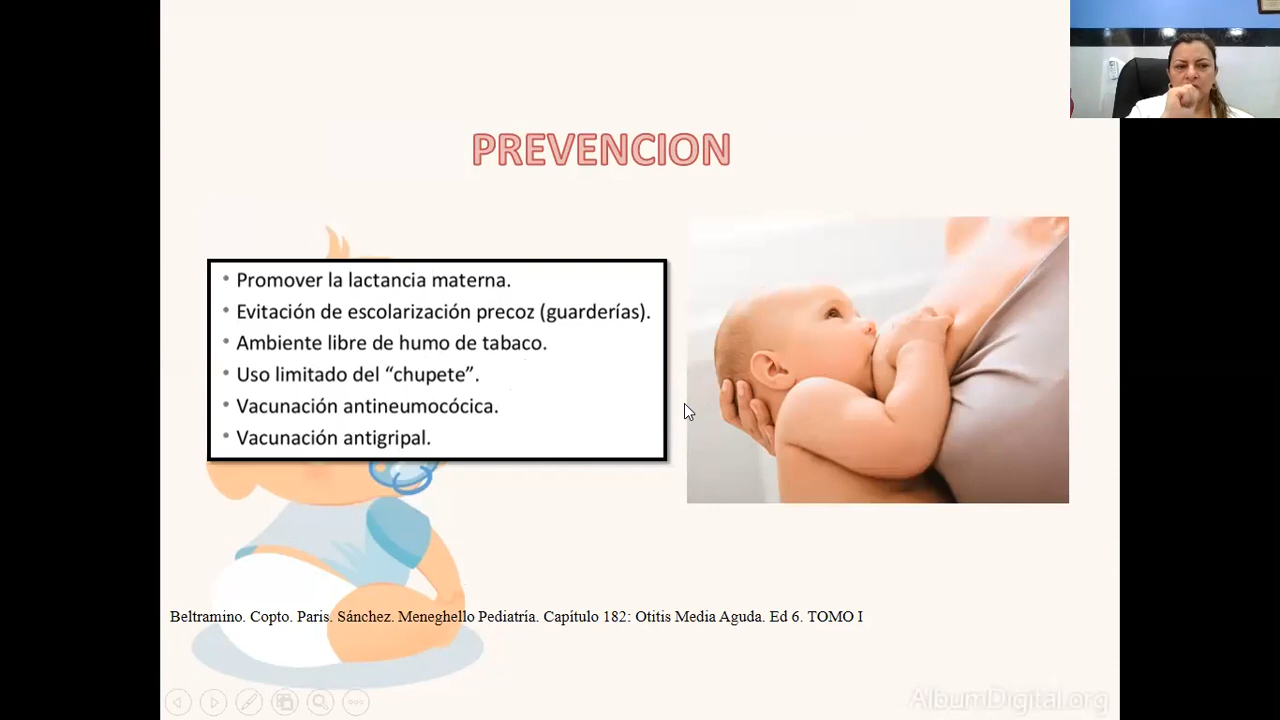 PREVENCION
• Promover la lactancia materna.
• Evitación de escolarización precoz (guarderías).
• Ambiente libre de humo de tabaco.
• Uso limitado del “chupete”.
• Vacunación antineumocócica.
• Vacunación antigripal.
Beltramino. Copto. Paris. Sánchez. Meneghello Pediatría. Capítulo 182: Otitis Media Aguda. Ed 6. TOMO I
AlbumDigital.org